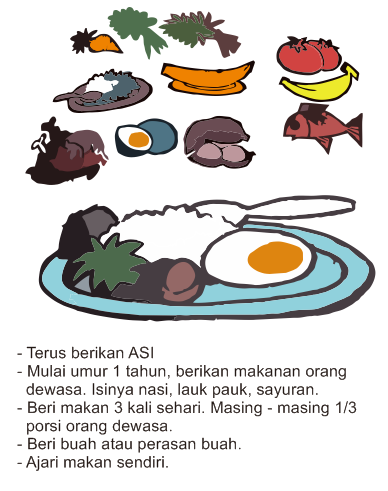 - Terus berikan ASI
- Mulai umur 1 tahun, berikan makanan orang
dewasa. Isinya nasi, lauk pauk, sayuran.
- Beri makan 3 kali sehari. Masing - masing 1/3
porsi orang dewasa.
- Beri buah atau perasan buah.
- Ajari makan sendiri.